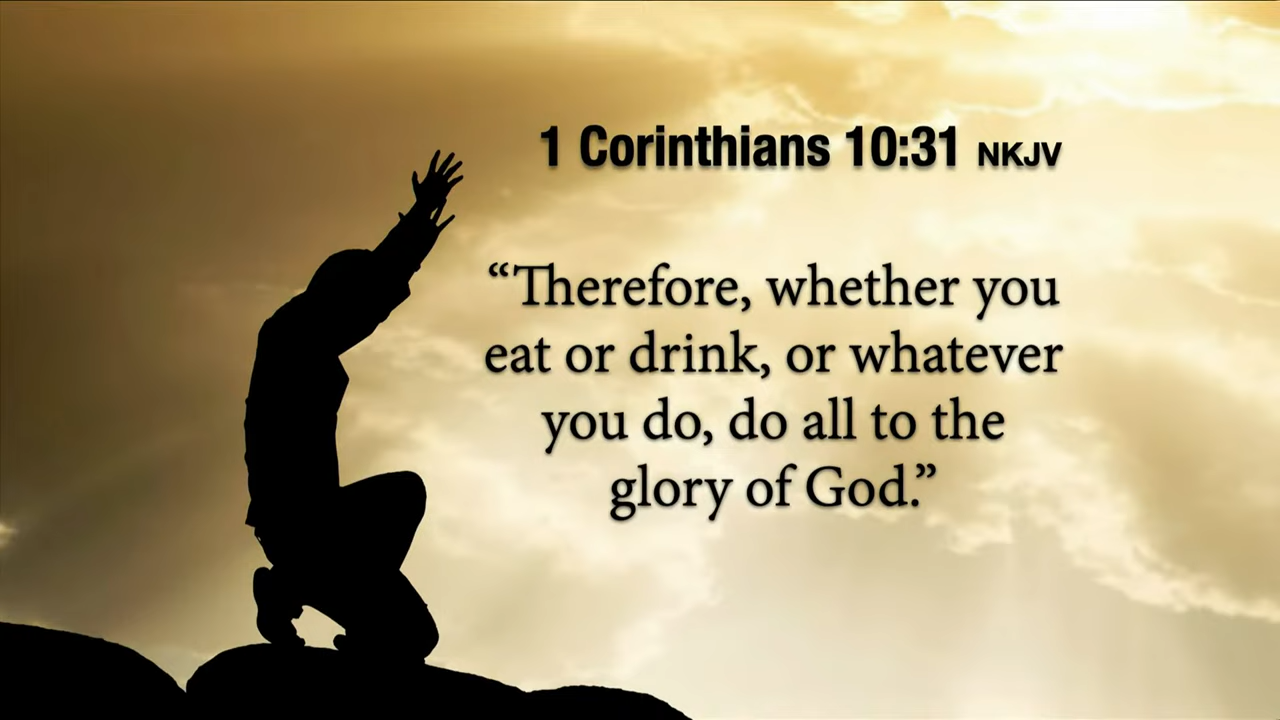 1 Corinthians 10:31 NKJV
“Therefore, whether you
eat or drink, or whatever
you do, do all to the
glory of God.”